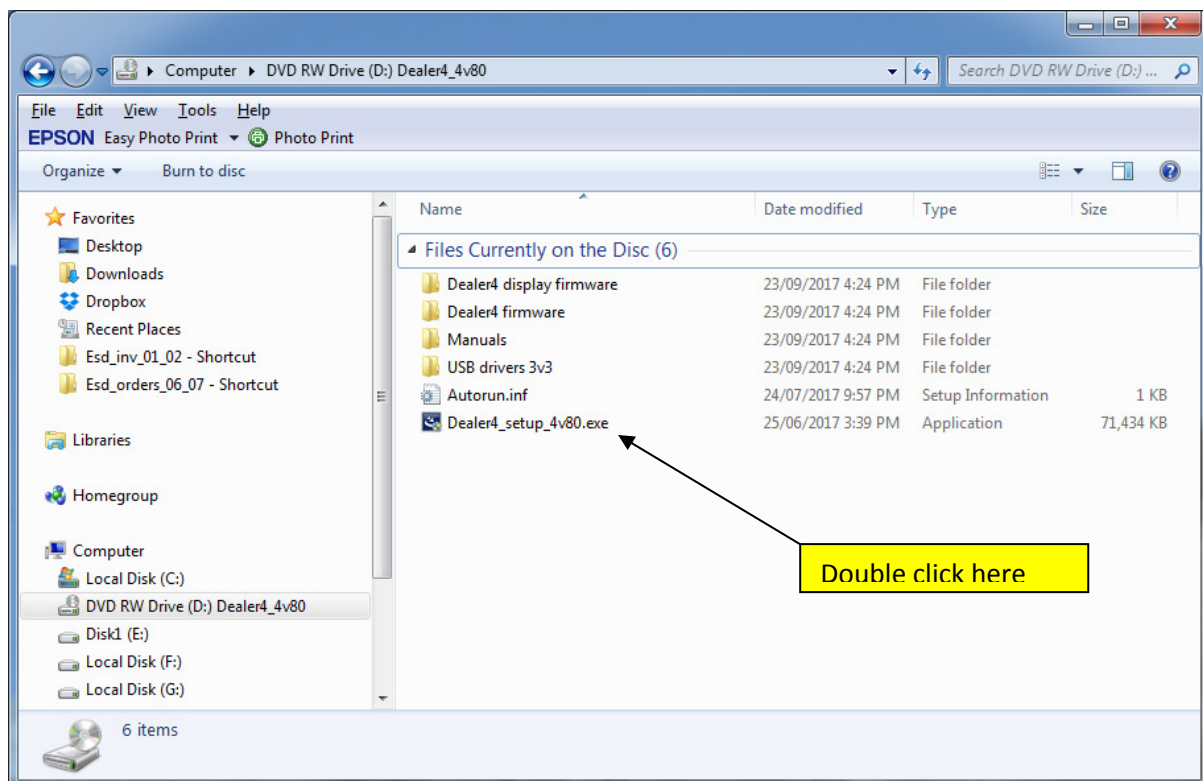 Computer DVD RW Drive (D:) Dealer4_4v80 Search DVD RW Drive (D:) ...
File Edit View Tools Help
EPSON Easy Photo Print Photo Print
Organize Burn to disc
Favorites
Desktop
Downloads
Dropbox
Recent Places
Esd_inv_01_02 - Shortcut
Esd_orders_06_07 - Shortcut
Libraries
Homegroup
Computer
Local Disk (C:)
DVD RW Drive (D:) Dealer4_4v80
Disk1 (E:)
Local Disk (F:)
Local Disk (G:)
Name Date modified Type Size
Files Currently on the Disc (6)
Dealer4 display firmware 23/09/2017 4:24 PM File folder
Dealer4 firmware 23/09/2017 4:24 PM File folder
Manuals 23/09/2017 4:24 PM File folder
USB drivers 3v3 23/09/2017 4:24 PM File folder
Autorun.inf 24/07/2017 9:57 PM Setup Information 1 KB
Dealer4_setup_4v80.exe 25/06/2017 3:39 PM Application 71,434 KB
Double click here
6 items